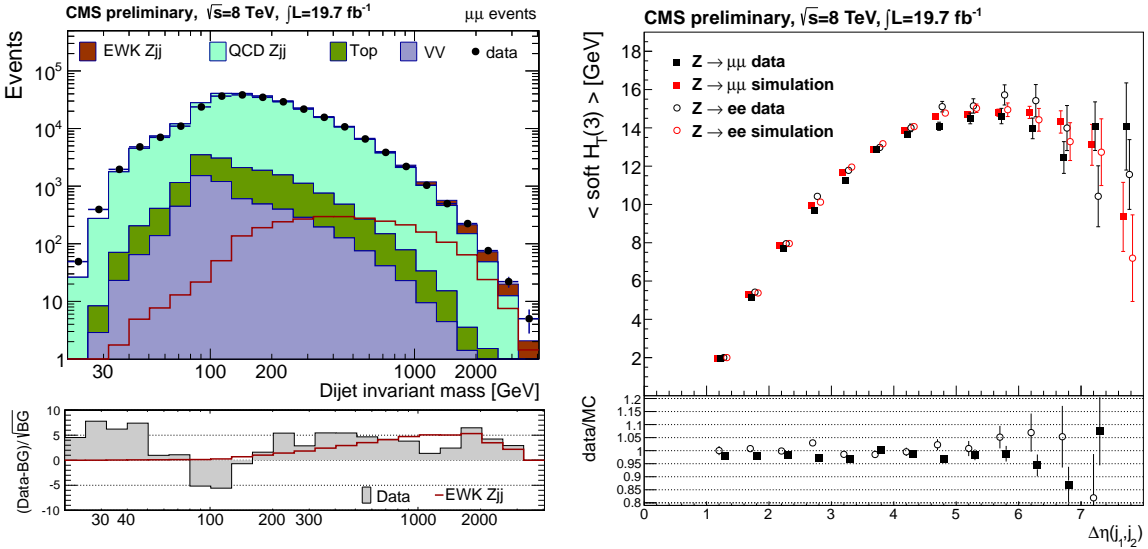 CMS preliminary, √s=8 TeV, ∫L=19.7 fb⁻¹ μμ events
Events
EWK Zjj QCD Zjj Top VV data
10⁵
10⁴
10³
10²
10
1
30 100 200 1000 2000
Dijet invariant mass [GeV]
(Data-BG)/√BG
10
5
0
-5
-10
Data EWK Zjj
30 40 100 200 300 1000 2000
CMS preliminary, √s=8 TeV, ∫L=19.7 fb⁻¹
< soft H_T(3) > [GeV]
Z → μμ data
Z → μμ simulation
Z → ee data
Z → ee simulation
18
16
14
12
10
8
6
4
2
data/MC
1.2
1.15
1.1
1.05
1
0.95
0.9
0.85
0.8
0 1 2 3 4 5 6 7
Δη(j₁,j₂)